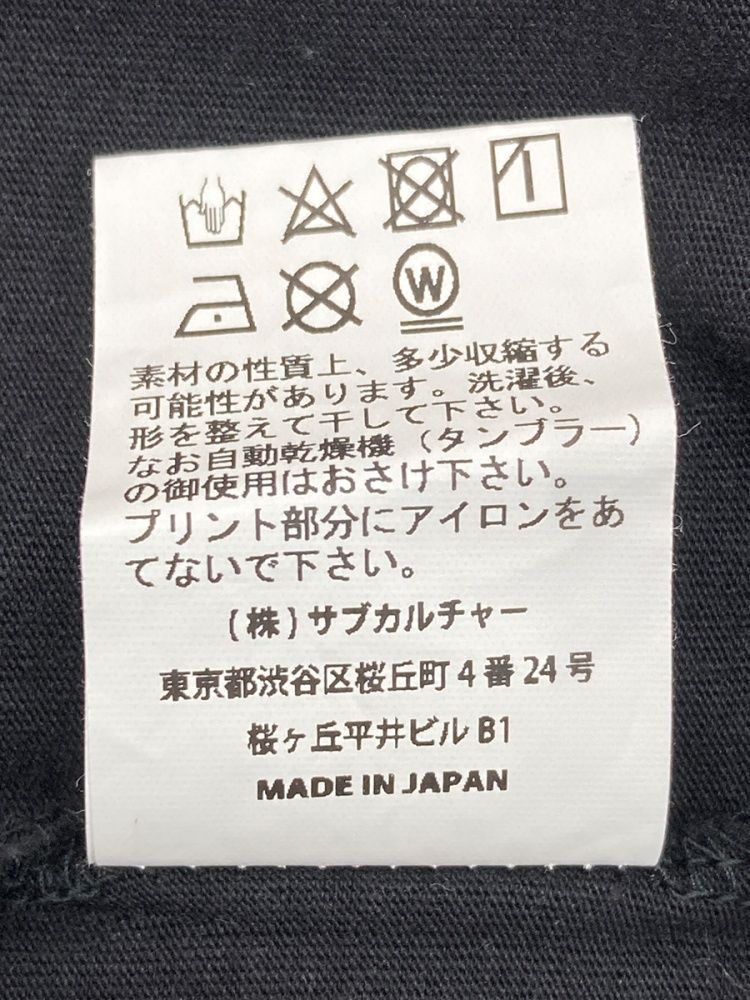 W
素材の性質上、多少収縮する
可能性があります。洗濯後、
形を整えて干して下さい。
なお自動乾燥機（タンブラー）
の御使用はおさけ下さい。
プリント部分にアイロンをあ
てないで下さい。
(株)サブカルチャー
東京都渋谷区桜丘町4番24号
桜ヶ丘平井ビルB1
MADE IN JAPAN